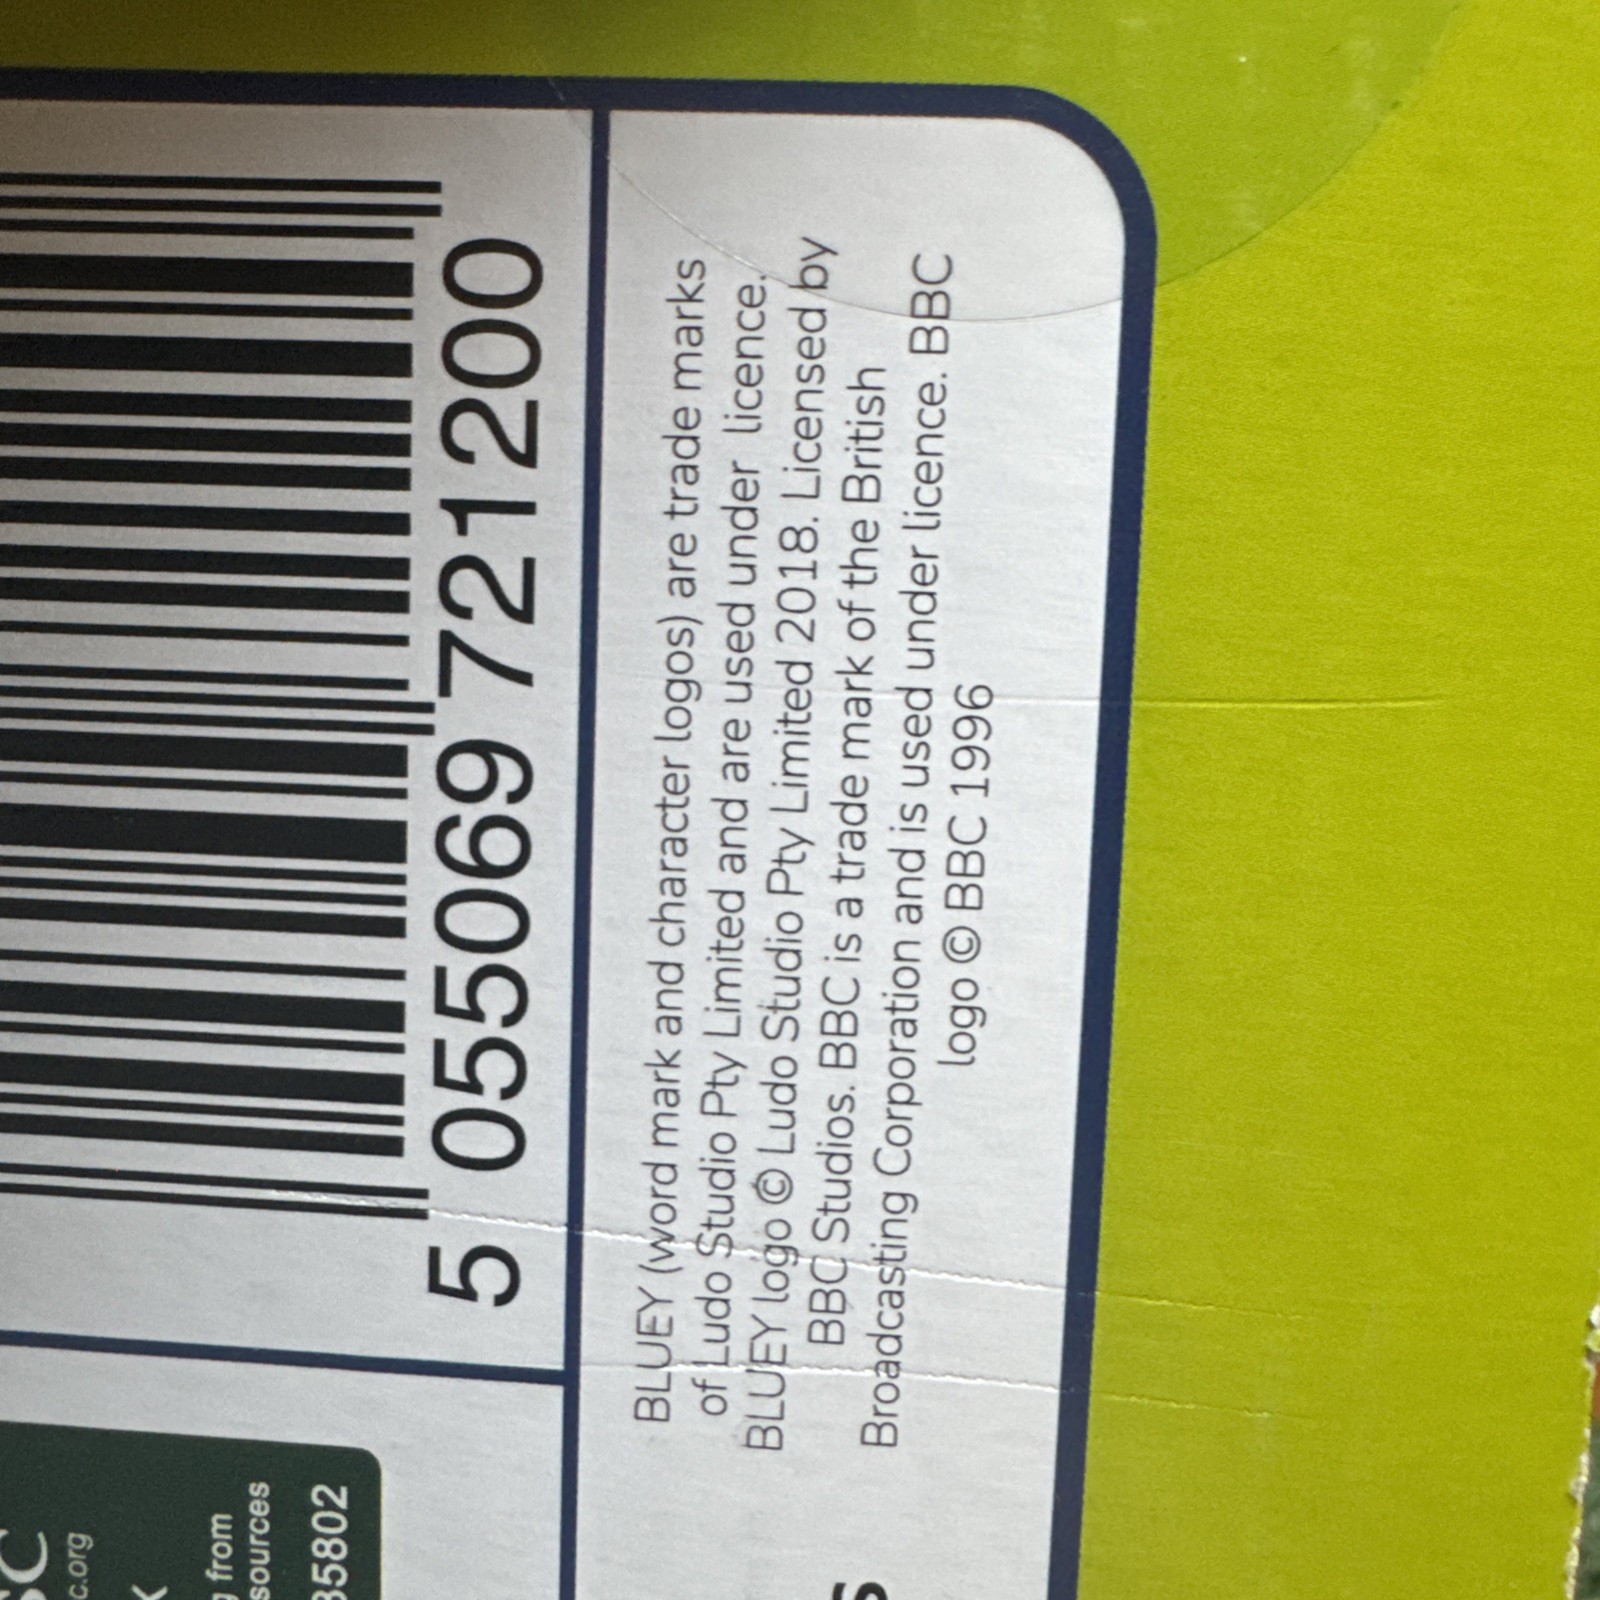 5 055069 721200
BLUEY (word mark and character logos) are trade marks
of Ludo Studio Pty Limited and are used under licence.
BLUEY logo © Ludo Studio Pty Limited 2018. Licensed by
BBC Studios. BBC is a trade mark of the British
Broadcasting Corporation and is used under licence. BBC
logo © BBC 1996
c.org
from
sources
35802